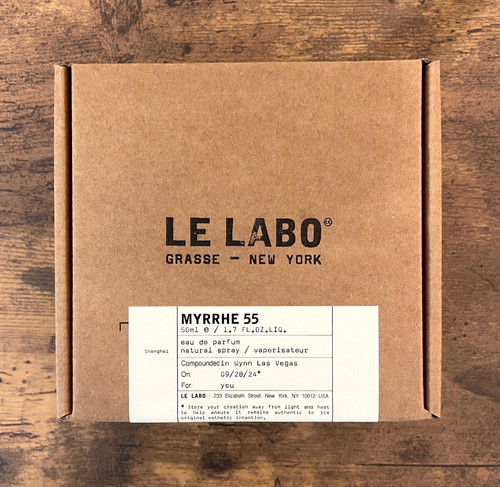 LE LABO
GRASSE — NEW YORK
MYRRHE 55
50ml e / 1.7 FL.OZ.LIQ.
eau de parfum
Shanghai
natural spray / vaporisateur
Compounded in Wynn Las Vegas
On: 09/28/24*
For: you
LE LABO - 233 Elizabeth Street, New York, NY 10012 USA
* Store your creation away from light and heat
to help ensure it remains authentic to its
original esthetic intention.